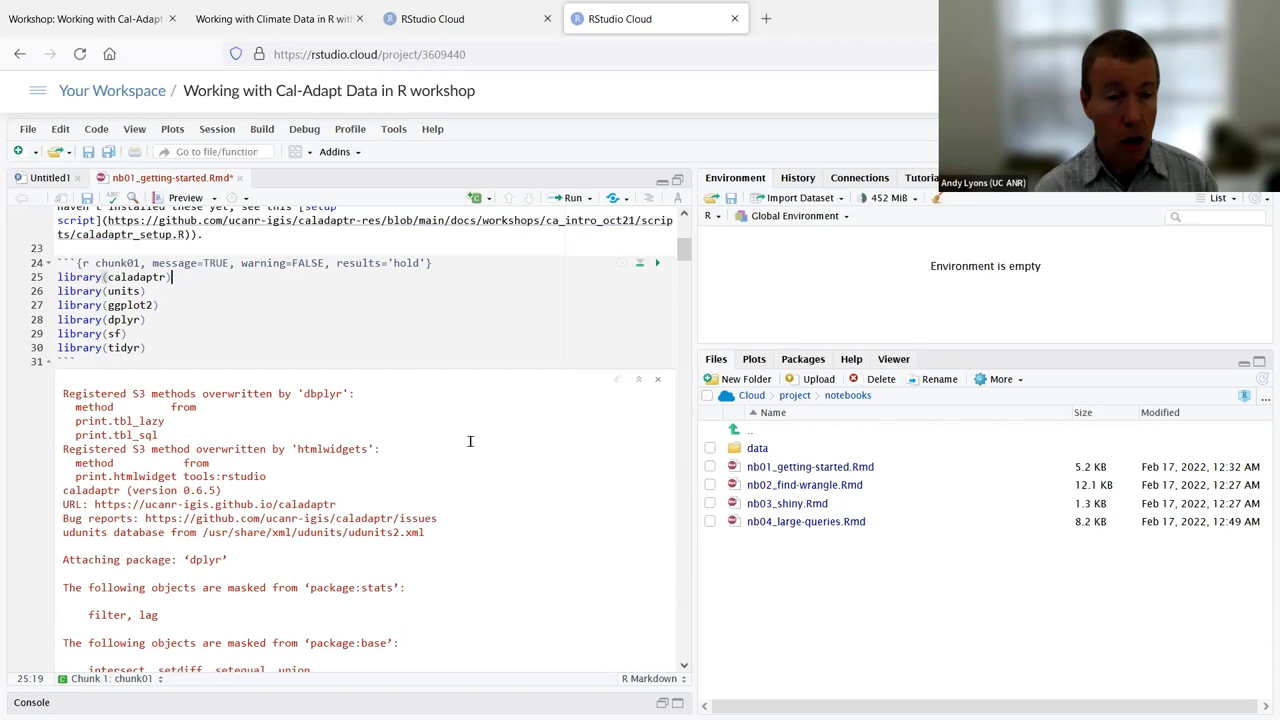 Workshop: Working with Cal-Adapt
Working with Climate Data in R with
RStudio Cloud
RStudio Cloud
https://rstudio.cloud/project/3609440
Your Workspace / Working with Cal-Adapt Data in R workshop
File Edit Code View Plots Session Build Debug Profile Tools Help
Go to file/function Addins
Untitled1 nb01_getting-started.Rmd*
Preview Run
haven't installed these yet, see this [setup
script](https://github.com/ucanr-igis/caladaptr-res/blob/main/docs/workshops/ca_intro_oct21/scrip
ts/caladaptr_setup.R)).
23
24 ```{r chunk01, message=TRUE, warning=FALSE, results='hold'}
25 library(caladaptr)
26 library(units)
27 library(ggplot2)
28 library(dplyr)
29 library(sf)
30 library(tidyr)
31 ```
Registered S3 methods overwritten by 'dbplyr':
method from
print.tbl_lazy
print.tbl_sql
Registered S3 method overwritten by 'htmlwidgets':
method from
print.htmlwidget tools:rstudio
caladaptr (version 0.6.5)
URL: https://ucanr-igis.github.io/caladaptr
Bug reports: https://github.com/ucanr-igis/caladaptr/issues
udunits database from /usr/share/xml/udunits/udunits2.xml
Attaching package: ‘dplyr’
The following objects are masked from ‘package:stats’:
filter, lag
The following objects are masked from ‘package:base’:
intersect, setdiff, setequal, union
25:19 Chunk 1: chunk01 R Markdown
Console
Environment History Connections Tutoria
Import Dataset 452 MiB List
R Global Environment
Environment is empty
Files Plots Packages Help Viewer
New Folder Upload Delete Rename More
Cloud project notebooks
Name Size Modified
..
data
nb01_getting-started.Rmd 5.2 KB Feb 17, 2022, 12:32 AM
nb02_find-wrangle.Rmd 12.1 KB Feb 17, 2022, 12:27 AM
nb03_shiny.Rmd 1.3 KB Feb 17, 2022, 12:27 AM
nb04_large-queries.Rmd 8.2 KB Feb 17, 2022, 12:49 AM
Andy Lyons (UC ANR)